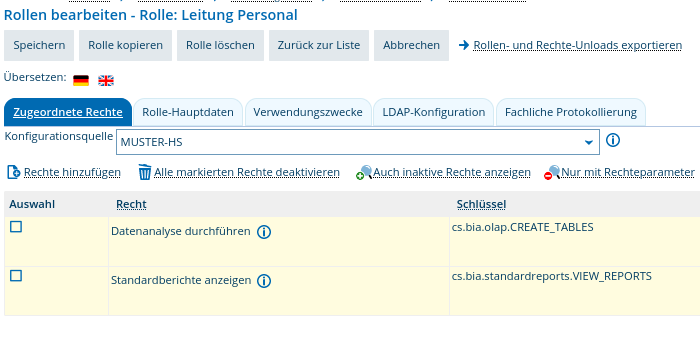 Rollen bearbeiten - Rolle: Leitung Personal
Speichern Rolle kopieren Rolle löschen Zurück zur Liste Abbrechen Rollen- und Rechte-Unloads exportieren
Übersetzen:
Zugeordnete Rechte Rolle-Hauptdaten Verwendungszwecke LDAP-Konfiguration Fachliche Protokollierung
Konfigurationsquelle MUSTER-HS
Rechte hinzufügen Alle markierten Rechte deaktivieren Auch inaktive Rechte anzeigen Nur mit Rechteparameter
Auswahl Recht Schlüssel
Datenanalyse durchführen cs.bia.olap.CREATE_TABLES
Standardberichte anzeigen cs.bia.standardreports.VIEW_REPORTS